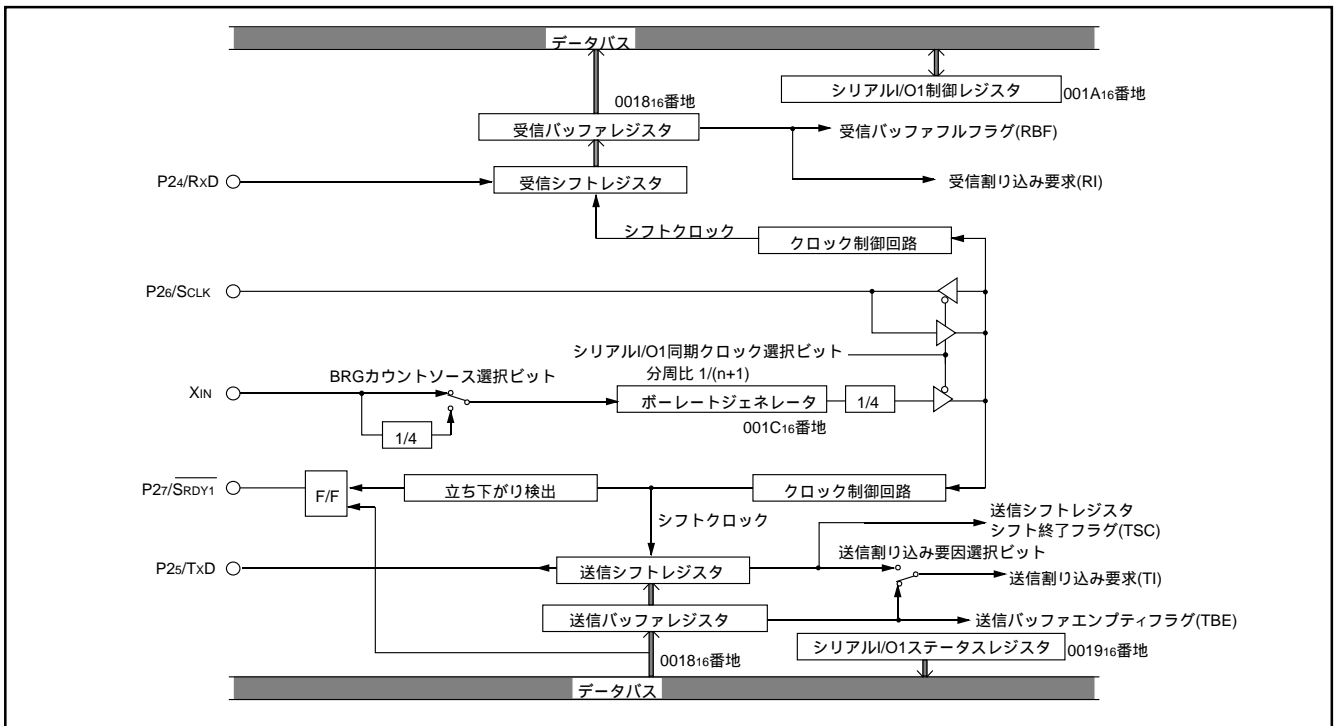 データバス
シリアルI/O1制御レジスタ
001A16番地
001816番地
受信バッファレジスタ
受信バッファフルフラグ(RBF)
P24/RXD
受信シフトレジスタ
受信割り込み要求(RI)
シフトクロック
クロック制御回路
P26/SCLK
シリアルI/O1同期クロック選択ビット
BRGカウントソース選択ビット
分周比 1/(n+1)
XIN
ボーレートジェネレータ
1/4
001C16番地
1/4
P27/SRDY1
F/F
立ち下がり検出
クロック制御回路
シフトクロック
送信シフトレジスタ
シフト終了フラグ(TSC)
送信割り込み要因選択ビット
P25/TXD
送信シフトレジスタ
送信割り込み要求(TI)
送信バッファレジスタ
送信バッファエンプティフラグ(TBE)
シリアルI/O1ステータスレジスタ
001916番地
001816番地
データバス